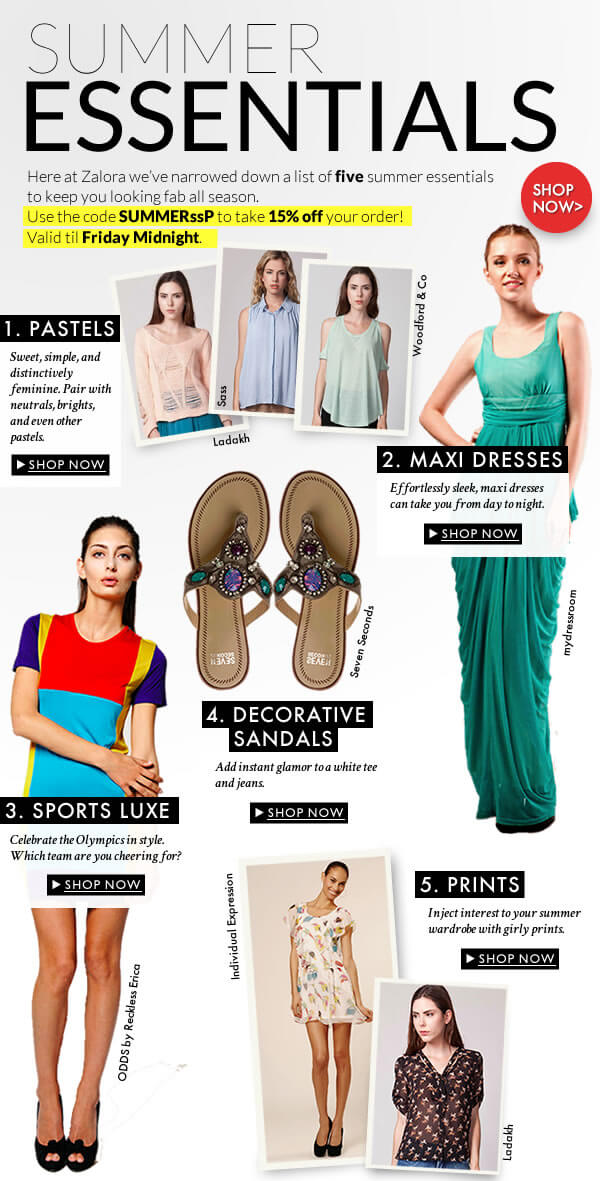 SUMMER
ESSENTIALS
Here at Zalora we've narrowed down a list of five summer essentials
to keep you looking fab all season.
Use the code SUMMERssP to take 15% off your order!
Valid til Friday Midnight.
SHOP
NOW>
1. PASTELS
Sweet, simple, and
distinctively
feminine. Pair with
neutrals, brights,
and even other
pastels.
SHOP NOW
Sass
Ladakh
Woodford & Co
2. MAXI DRESSES
Effortlessly sleek, maxi dresses
can take you from day to night.
SHOP NOW
mydressroom
Seven Seconds
4. DECORATIVE
SANDALS
Add instant glamor to a white tee
and jeans.
SHOP NOW
3. SPORTS LUXE
Celebrate the Olympics in style.
Which team are you cheering for?
SHOP NOW
ODDS by Reckless Erica
Individual Expression
5. PRINTS
Inject interest to your summer
wardrobe with girly prints.
SHOP NOW
Ladakh